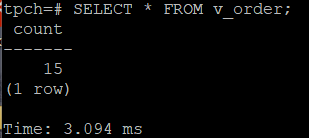 tpch=# SELECT * FROM v_order;
count
-------
15
(1 row)
Time: 3.094 ms